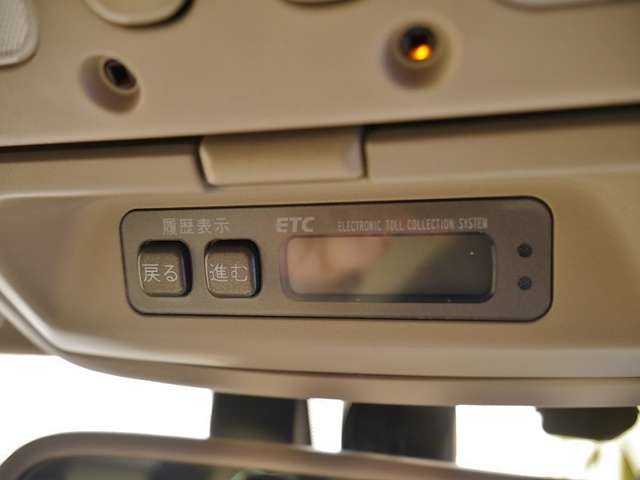 履歴表示 ETC ELECTRONIC TOLL COLLECTION SYSTEM
戻る 進む